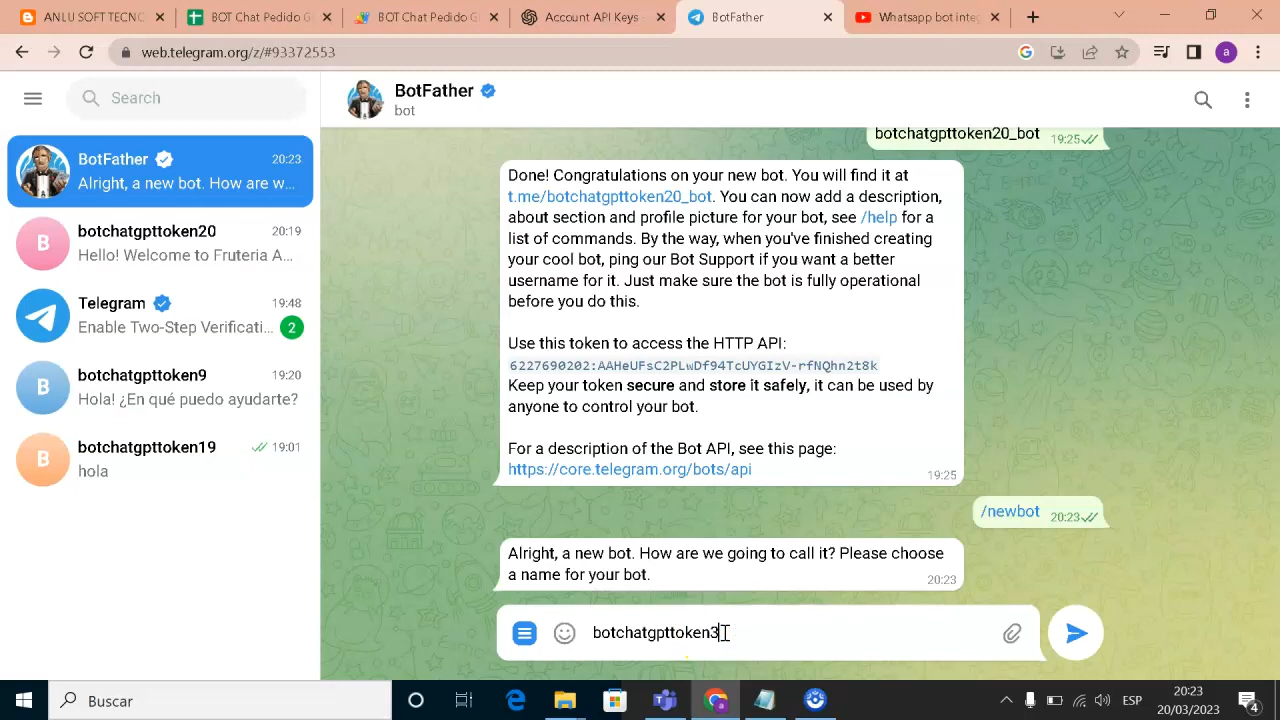 ANLU SOFT TECNO
BOT Chat Pedido G
BOT Chat Pedido G
Account API Keys
BotFather
Whatsapp bot inte
web.telegram.org/z/#93372553
a
Search
BotFather
bot
BotFather 20:23
Alright, a new bot. How are w...
B
botchatgpttoken20 20:19
Hello! Welcome to Fruteria A...
Telegram 19:48
Enable Two-Step Verificati... 2
B
botchatgpttoken9 19:20
Hola! ¿En qué puedo ayudarte?
B
botchatgpttoken19 19:01
hola
botchatgpttoken20_bot 19:25
Done! Congratulations on your new bot. You will find it at
t.me/botchatgpttoken20_bot. You can now add a description,
about section and profile picture for your bot, see /help for a
list of commands. By the way, when you've finished creating
your cool bot, ping our Bot Support if you want a better
username for it. Just make sure the bot is fully operational
before you do this.
Use this token to access the HTTP API:
6227690202:AAHeUFsC2PLwDf94TcUYGIzV-rfNQhn2t8k
Keep your token secure and store it safely, it can be used by
anyone to control your bot.
For a description of the Bot API, see this page:
https://core.telegram.org/bots/api
19:25
/newbot 20:23
Alright, a new bot. How are we going to call it? Please choose
a name for your bot.
20:23
botchatgpttoken3
Buscar
a
ESP
20:23
20/03/2023
4